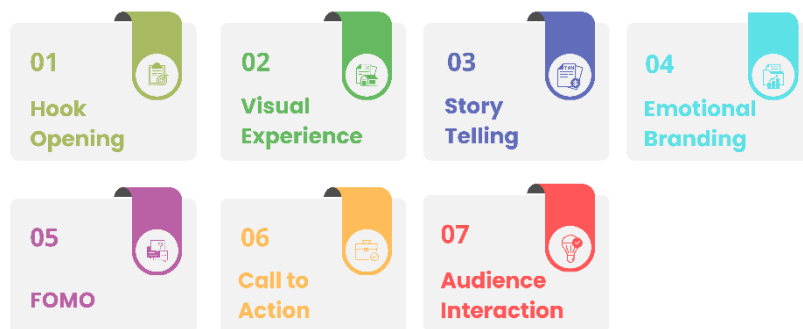 01
Hook
Opening
02
Visual
Experience
03
Story
Telling
04
Emotional
Branding
05
FOMO
06
Call to
Action
07
Audience
Interaction